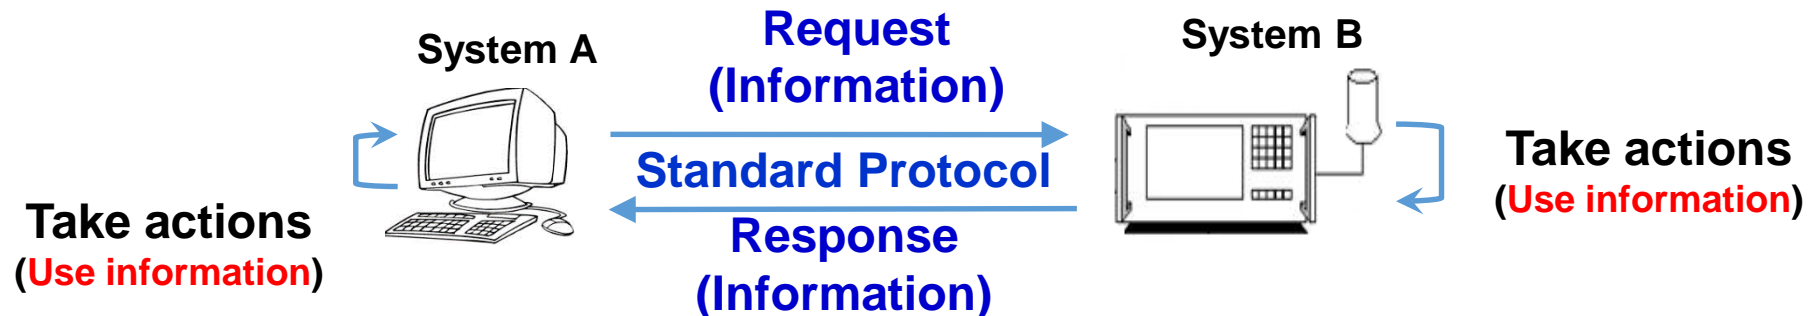 System A
Request
(Information)
System B
Standard Protocol
Take actions
(Use information)
Take actions
(Use information)
Response
(Information)